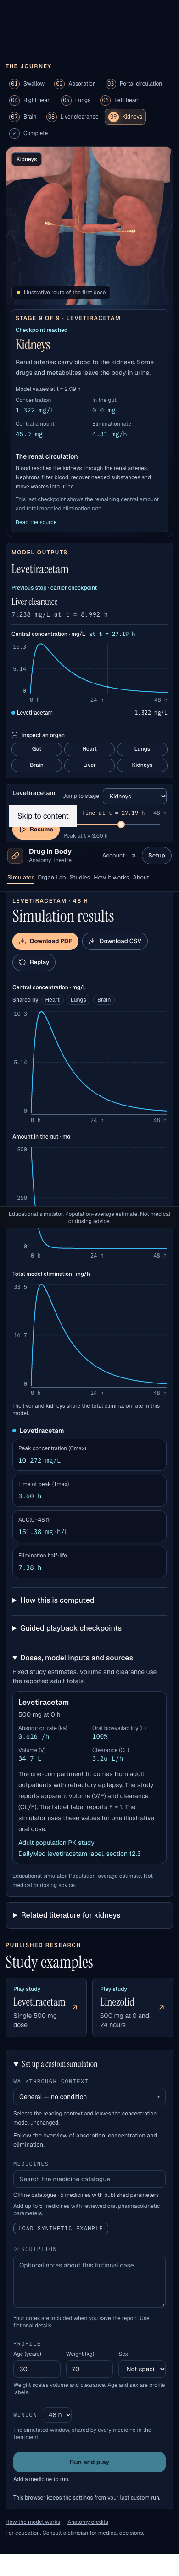 THE JOURNEY
01 Swallow 02 Absorption 03 Portal circulation
04 Right heart 05 Lungs 06 Left heart
07 Brain 08 Liver clearance 09 Kidneys
✓ Complete
Kidneys
Illustrative route of the first dose
STAGE 9 OF 9 · LEVETIRACETAM
Checkpoint reached
Kidneys
Renal arteries carry blood to the kidneys. Some
drug and metabolites leave the body in urine.
Model values at t = 27.19 h
Concentration In the gut
1.322 mg/L 0.0 mg
Central amount Elimination rate
45.9 mg 4.31 mg/h
The renal circulation
Blood reaches the kidneys through the renal arteries.
Nephrons filter blood, recover needed substances and
move wastes into urine.
This last checkpoint shows the remaining central amount
and total modeled elimination rate.
Read the source
MODEL OUTPUTS
Levetiracetam
Previous stop · earlier checkpoint
Liver clearance
7.238 mg/L at t = 8.992 h
Central concentration · mg/L at t = 27.19 h
10.3
5.14
0
0 h 24 h 48 h
Levetiracetam 1.322 mg/L
Inspect an organ
Gut Heart Lungs
Brain Liver Kidneys
Levetiracetam Jump to stage Kidneys
Skip to content
Time at t = 27.19 h 48 h
Resume
Peak at t = 3.60 h
Drug in Body
Anatomy Theatre
Account ↗ Setup
Simulator Organ Lab Studies How it works About
LEVETIRACETAM · 48 H
Simulation results
Download PDF Download CSV
Replay
Central concentration · mg/L
Shared by Heart Lungs Brain
10.3
5.14
0
0 h 24 h 48 h
Amount in the gut · mg
500
250
Educational simulator. Population-average estimate. Not medical
or dosing advice.
0
0 h 24 h 48 h
Total model elimination · mg/h
33.5
16.7
0
0 h 24 h 48 h
The liver and kidneys share the total elimination rate in this
model.
Levetiracetam
Peak concentration (Cmax)
10.272 mg/L
Time of peak (Tmax)
3.60 h
AUC(0–48 h)
151.38 mg·h/L
Elimination half-life
7.38 h
How this is computed
Guided playback checkpoints
Doses, model inputs and sources
Fixed study estimates. Volume and clearance use
the reported adult totals.
Levetiracetam
500 mg at 0 h
Absorption rate (ka) Oral bioavailability (F)
0.616 /h 100%
Volume (V) Clearance (CL)
34.7 L 3.26 L/h
The one-compartment fit comes from adult
outpatients with refractory epilepsy. The study
reports apparent volume (V/F) and clearance
(CL/F). The tablet label reports F = 1. The
simulator uses these values for one illustrative
oral dose.
Adult population PK study
DailyMed levetiracetam label, section 12.3
Educational simulator. Population-average estimate. Not
medical or dosing advice.
Related literature for kidneys
PUBLISHED RESEARCH
Study examples
Play study
Levetiracetam ↗
Single 500 mg
dose
Play study
Linezolid ↗
600 mg at 0 and
24 hours
Set up a custom simulation
WALKTHROUGH CONTEXT
General — no condition
Selects the reading context and leaves the concentration
model unchanged.
Follow the overview of absorption, concentration and
elimination.
MEDICINES
Search the medicine catalogue
Offline catalogue · 5 medicines with published parameters
Add up to 5 medicines with reviewed oral pharmacokinetic
parameters.
LOAD SYNTHETIC EXAMPLE
DESCRIPTION
Optional notes about this fictional case
Your notes are included when you save the report. Use
fictional details.
PROFILE
Age (years) Weight (kg) Sex
30 70 Not speci
Weight scales volume and clearance. Age and sex are profile
labels.
WINDOW 48 h
The simulated window, shared by every medicine in the
treatment.
Run and play
Add a medicine to run.
This browser keeps the settings from your last custom run.
How the model works Anatomy credits
For education. Consult a clinician for medical decisions.